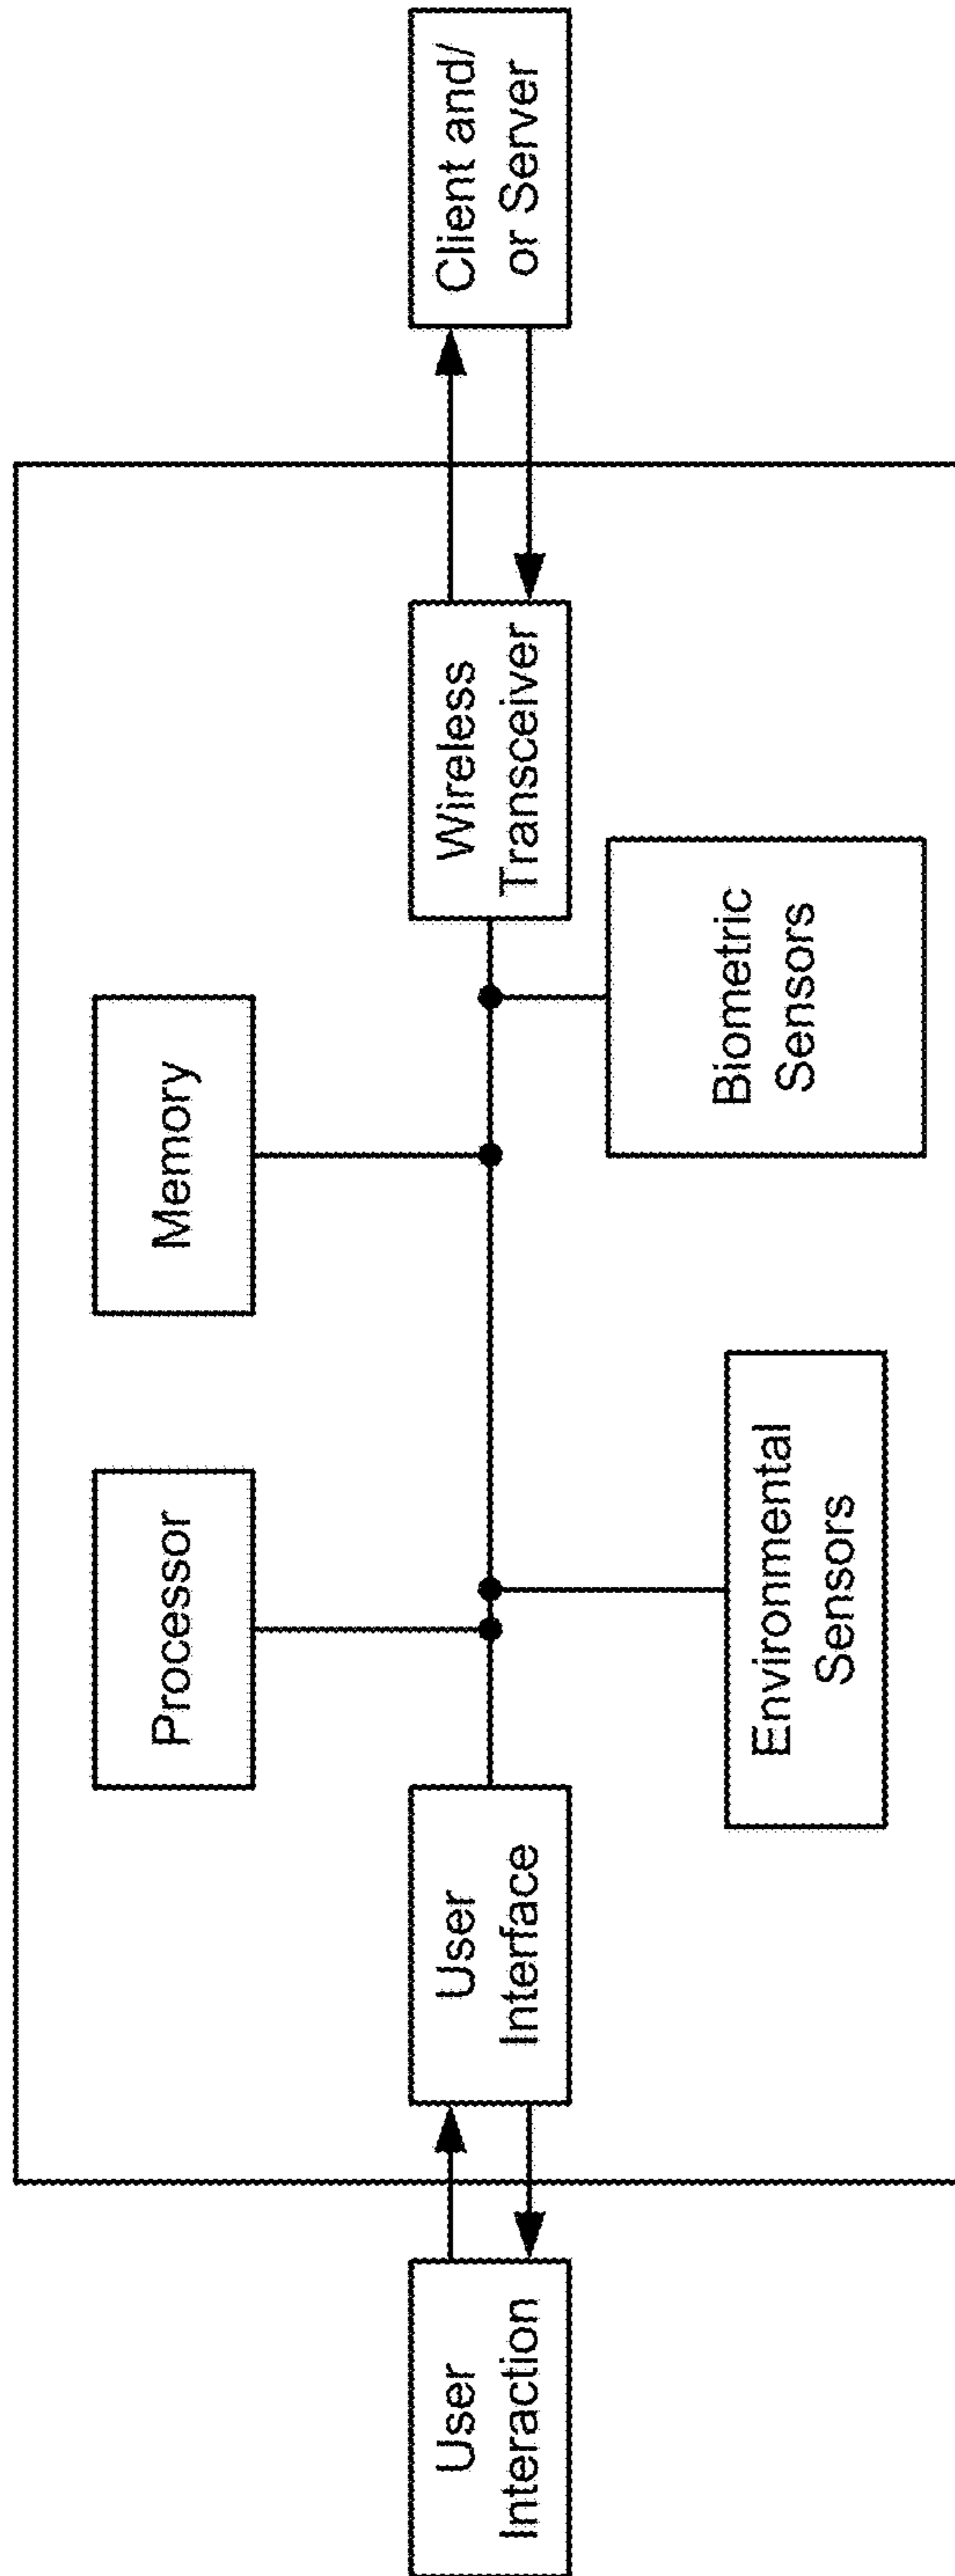 Processor
Memory
User
Interaction
User
Interface
Wireless
Transceiver
Client and/
or Server
Environmental
Sensors
Biometric
Sensors